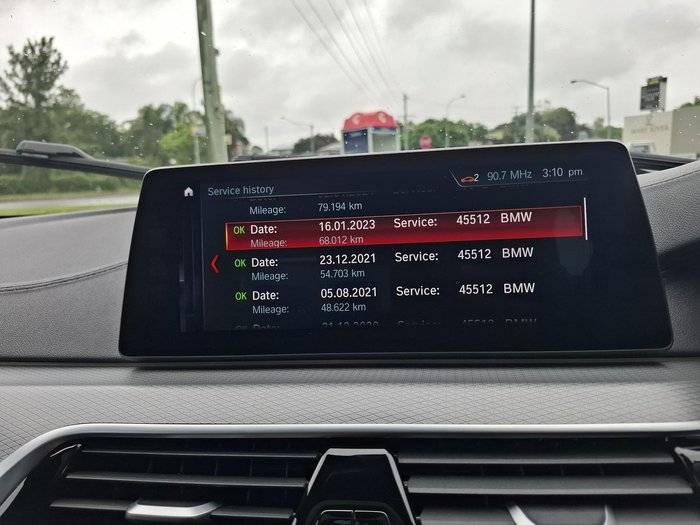 Service history
2 90.7 MHz 3:10 pm
Mileage: 79.194 km
OK Date: 16.01.2023 Service: 45512 BMW
Mileage: 68.012 km
OK Date: 23.12.2021 Service: 45512 BMW
Mileage: 54.703 km
OK Date: 05.08.2021 Service: 45512 BMW
Mileage: 48.622 km